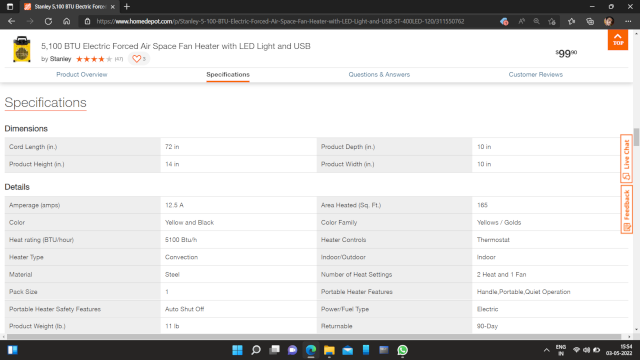 Stanley 5,100 BTU Electric Forc
https://www.homedepot.com/p/Stanley-5-100-BTU-Electric-Forced-Air-Space-Fan-Heater-with-LED-Light-and-USB-ST-400LED-120/311550762
5,100 BTU Electric Forced Air Space Fan Heater with LED Light and USB
by Stanley (47) 3
$99.90
TOP
Product Overview Specifications Questions & Answers Customer Reviews
Specifications
Dimensions
Cord Length (in.) 72 in Product Depth (in.) 10 in
Product Height (in.) 14 in Product Width (in.) 10 in
Details
Amperage (amps) 12.5 A Area Heated (Sq. Ft.) 165
Color Yellow and Black Color Family Yellows / Golds
Heat rating (BTU/hour) 5100 Btu/h Heater Controls Thermostat
Heater Type Convection Indoor/Outdoor Indoor
Material Steel Number of Heat Settings 2 Heat and 1 Fan
Pack Size 1 Portable Heater Features Handle,Portable,Quiet Operation
Portable Heater Safety Features Auto Shut Off Power/Fuel Type Electric
Product Weight (lb.) 11 lb Returnable 90-Day
Live Chat
Feedback
ENG
IN
15:54
03-05-2022